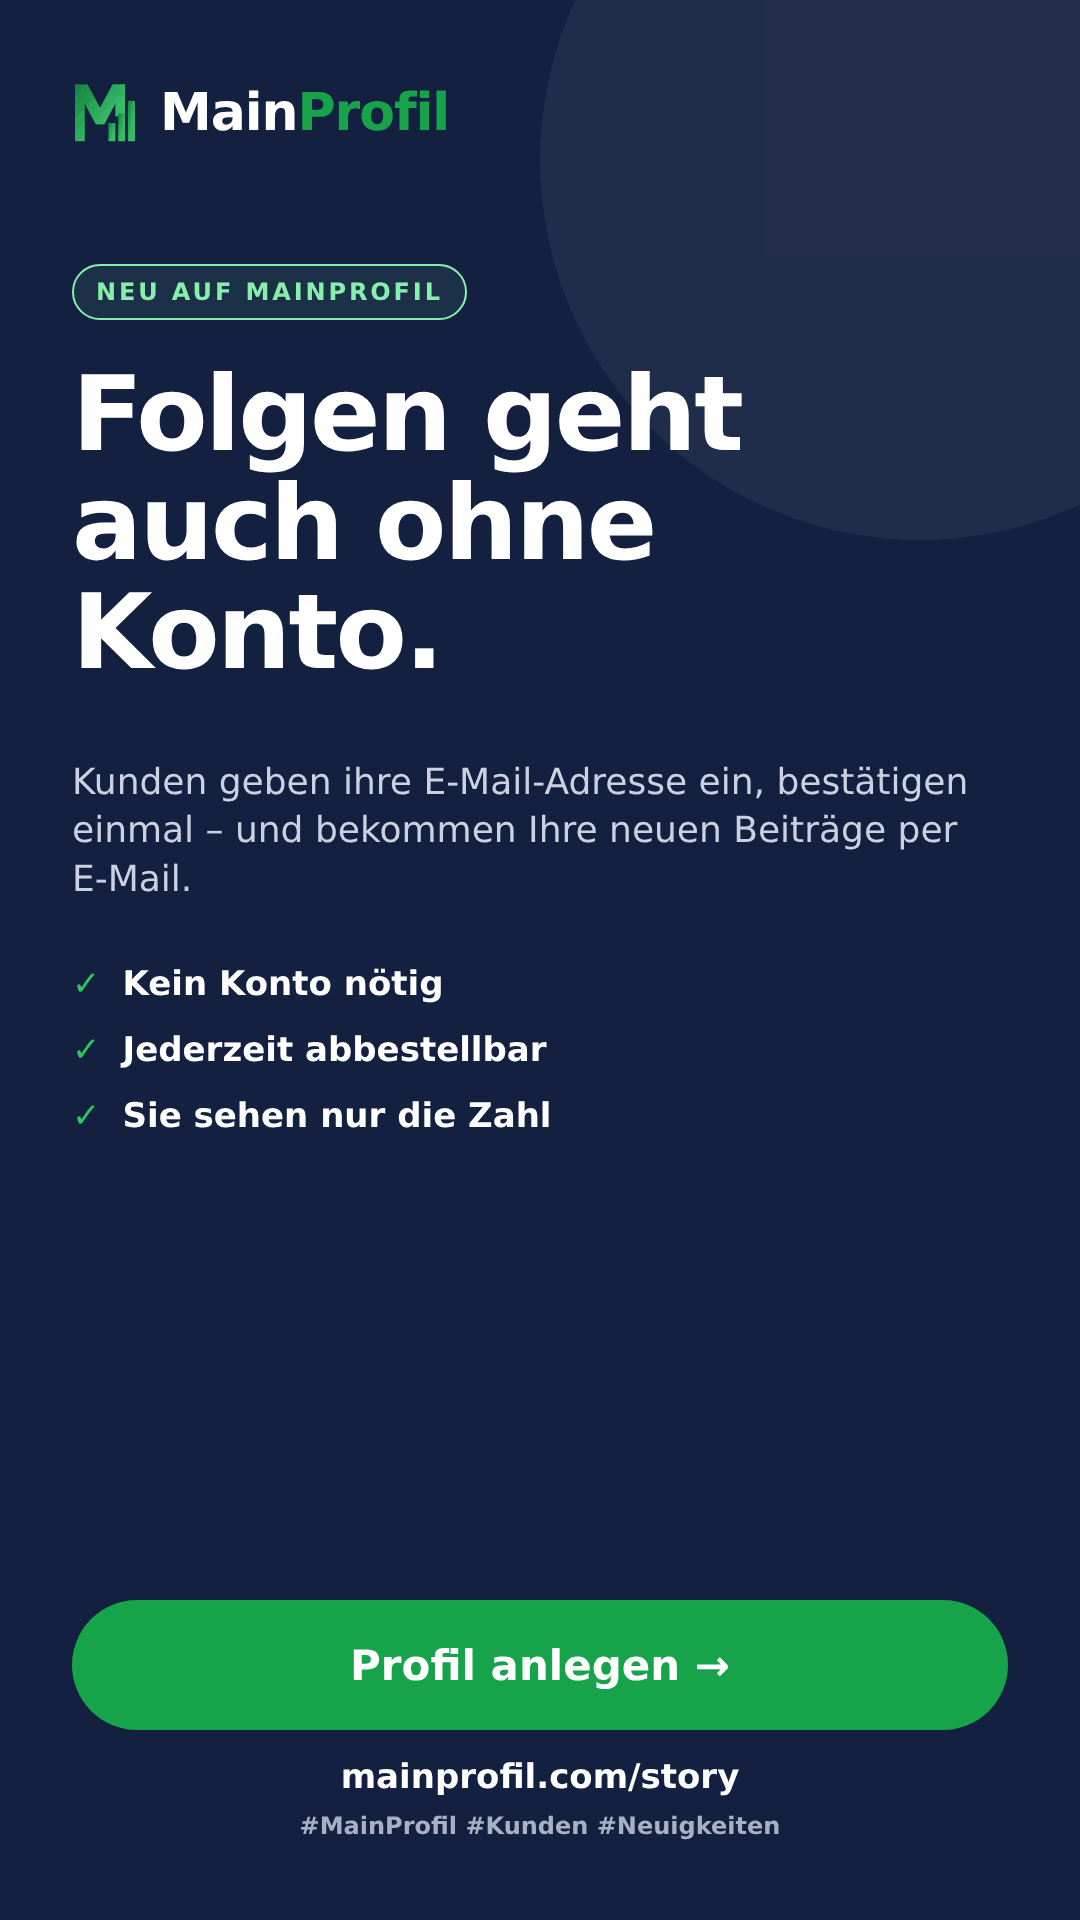 MainProfil
NEU AUF MAINPROFIL
Folgen geht
auch ohne
Konto.
Kunden geben ihre E-Mail-Adresse ein, bestätigen
einmal – und bekommen Ihre neuen Beiträge per
E-Mail.
✓ Kein Konto nötig
✓ Jederzeit abbestellbar
✓ Sie sehen nur die Zahl
Profil anlegen →
mainprofil.com/story
#MainProfil #Kunden #Neuigkeiten